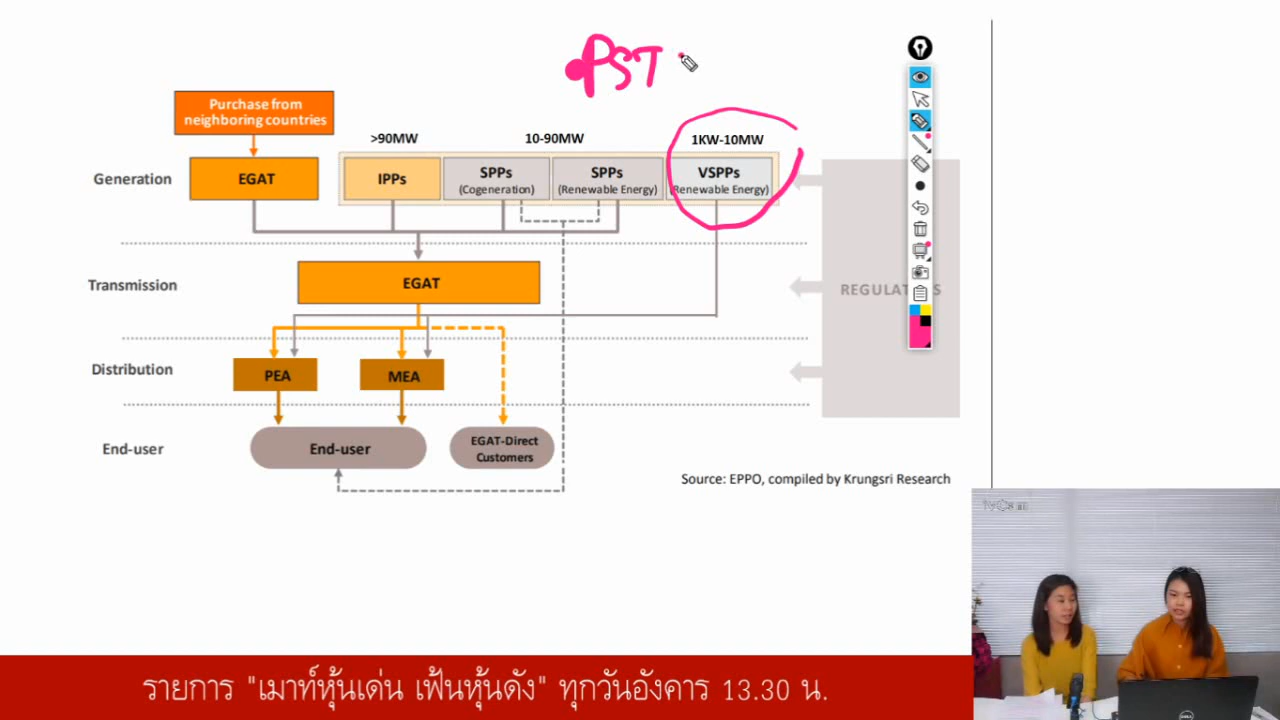 PST
Purchase from
neighboring countries
>90MW
10-90MW
1KW-10MW
Generation
EGAT
IPPs
SPPs
(Cogeneration)
SPPs
(Renewable Energy)
VSPPs
(Renewable Energy)
Transmission
EGAT
Distribution
PEA
MEA
End-user
End-user
EGAT-Direct
Customers
Source: EPPO, compiled by Krungsri Research
DELL
รายการ "เมาท์หุ้นเด่น เฟ้นหุ้นดัง" ทุกวันอังคาร 13.30 น.